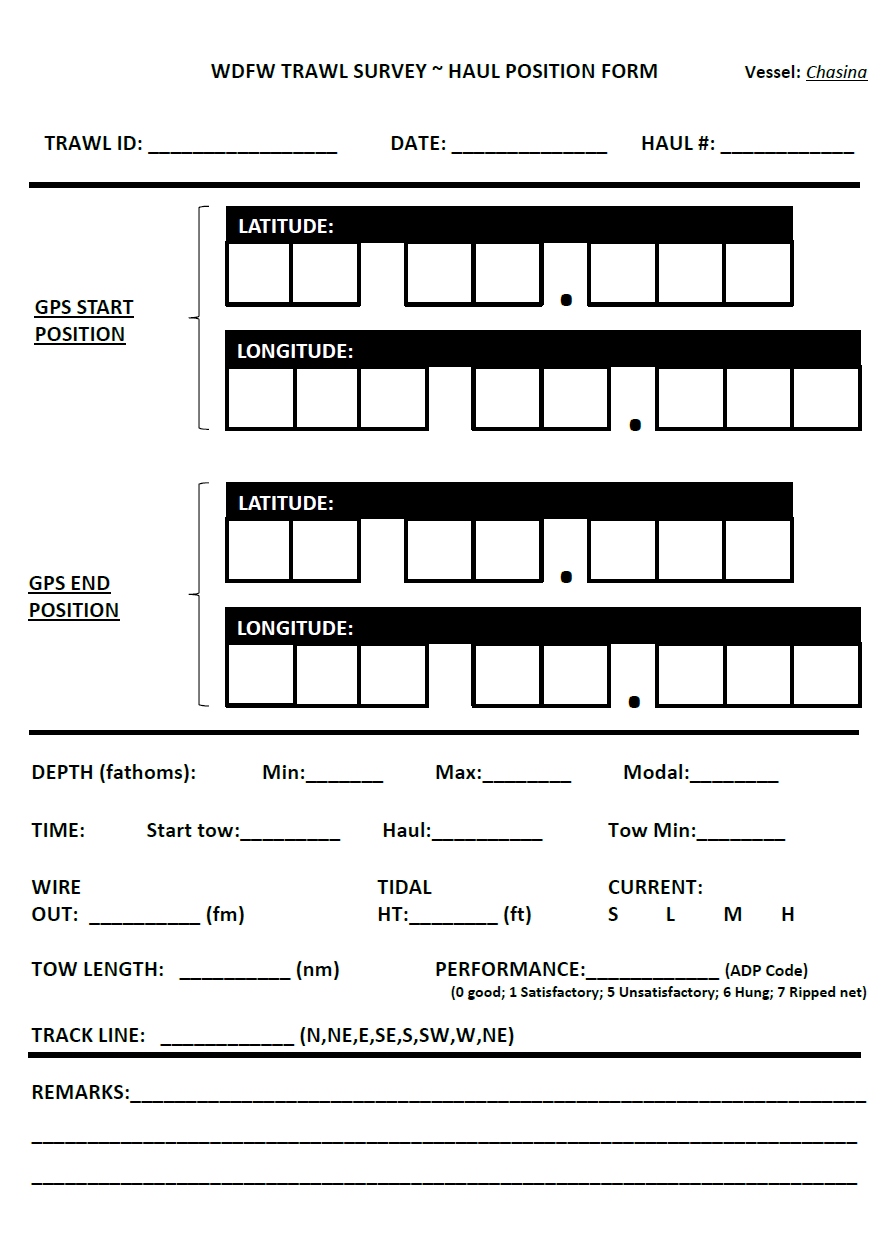 WDFW TRAWL SURVEY ~ HAUL POSITION FORM Vessel: Chasina
TRAWL ID: _________________ DATE: ______________ HAUL #: ____________
LATITUDE:
.
GPS START
POSITION
LONGITUDE:
.
LATITUDE:
.
GPS END
POSITION
LONGITUDE:
.
DEPTH (fathoms): Min:_______ Max:________ Modal:________
TIME: Start tow:_________ Haul:__________ Tow Min:________
WIRE TIDAL CURRENT:
OUT: __________ (fm) HT:________ (ft) S L M H
TOW LENGTH: __________ (nm) PERFORMANCE:____________ (ADP Code)
(0 good; 1 Satisfactory; 5 Unsatisfactory; 6 Hung; 7 Ripped net)
TRACK LINE: ____________ (N,NE,E,SE,S,SW,W,NE)
REMARKS:__________________________________________________________________
__________________________________________________________________________
__________________________________________________________________________